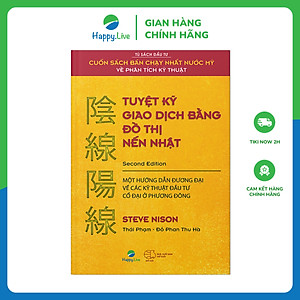 Happy.Live
GIAN HÀNG
CHÍNH HÃNG
TỦ SÁCH ĐẦU TƯ
CUỐN SÁCH BÁN CHẠY NHẤT NƯỚC MỸ
VỀ PHÂN TÍCH KỸ THUẬT
陰線陽線
TUYỆT KỸ
GIAO DỊCH BẰNG
ĐỒ THỊ
NẾN NHẬT
Second Edition
MỘT HƯỚNG DẪN ĐƯƠNG ĐẠI
VỀ CÁC KỸ THUẬT ĐẦU TƯ
CỔ ĐẠI Ở PHƯƠNG ĐÔNG
STEVE NISON
Thái Phạm - Đỗ Phan Thu Hà
Happy.Live
TIKI NOW 2H
CAM KẾT HÀNG
CHÍNH HÃNG